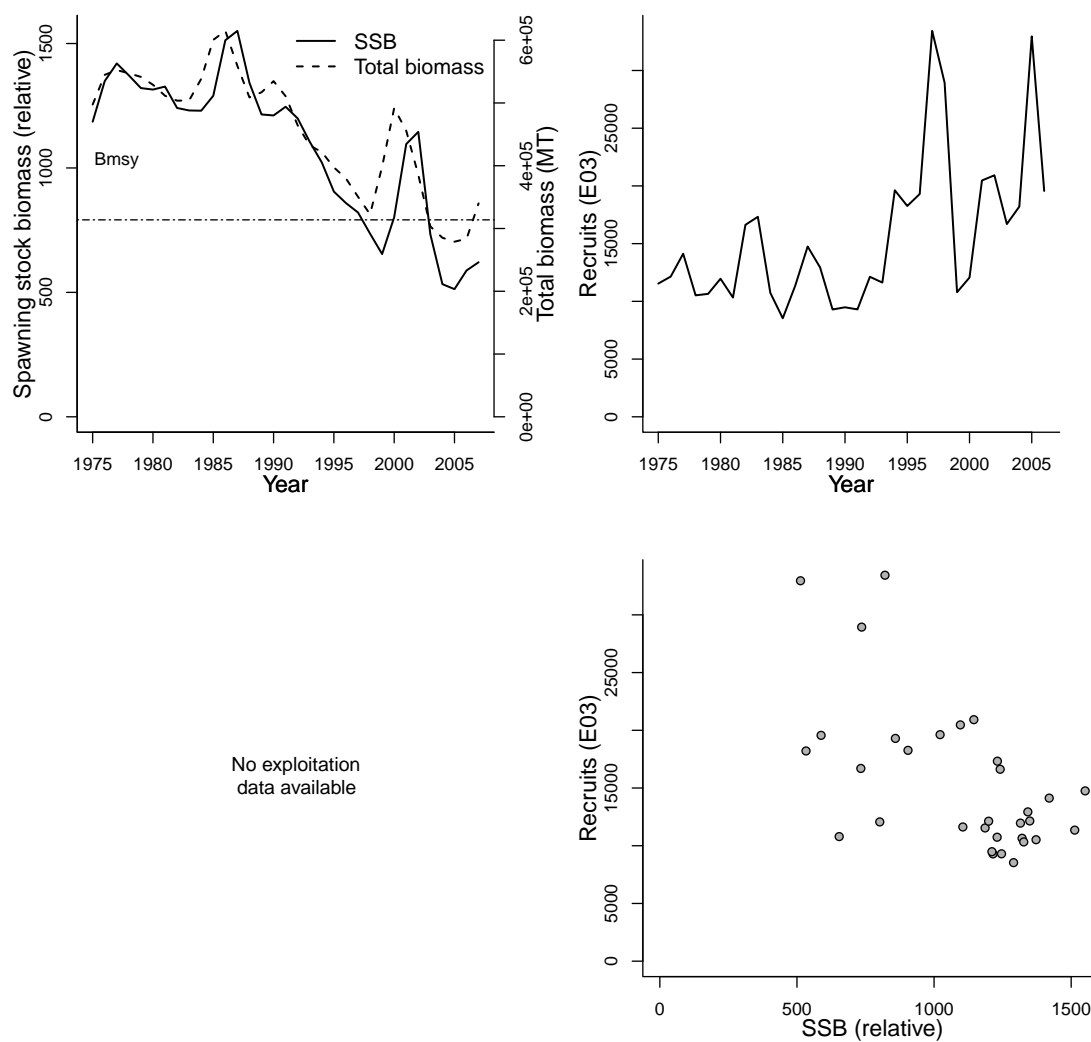 SSB
Total biomass
Bmsy
Spawning stock biomass (relative)
0
500
1000
1500
Total biomass (MT)
0e+00
2e+05
4e+05
6e+05
1975 1980 1985 1990 1995 2000 2005
Year
Recruits (E03)
0
5000
15000
25000
1975 1980 1985 1990 1995 2000 2005
Year
No exploitation
data available
Recruits (E03)
0
5000
15000
25000
0 500 1000 1500
SSB (relative)